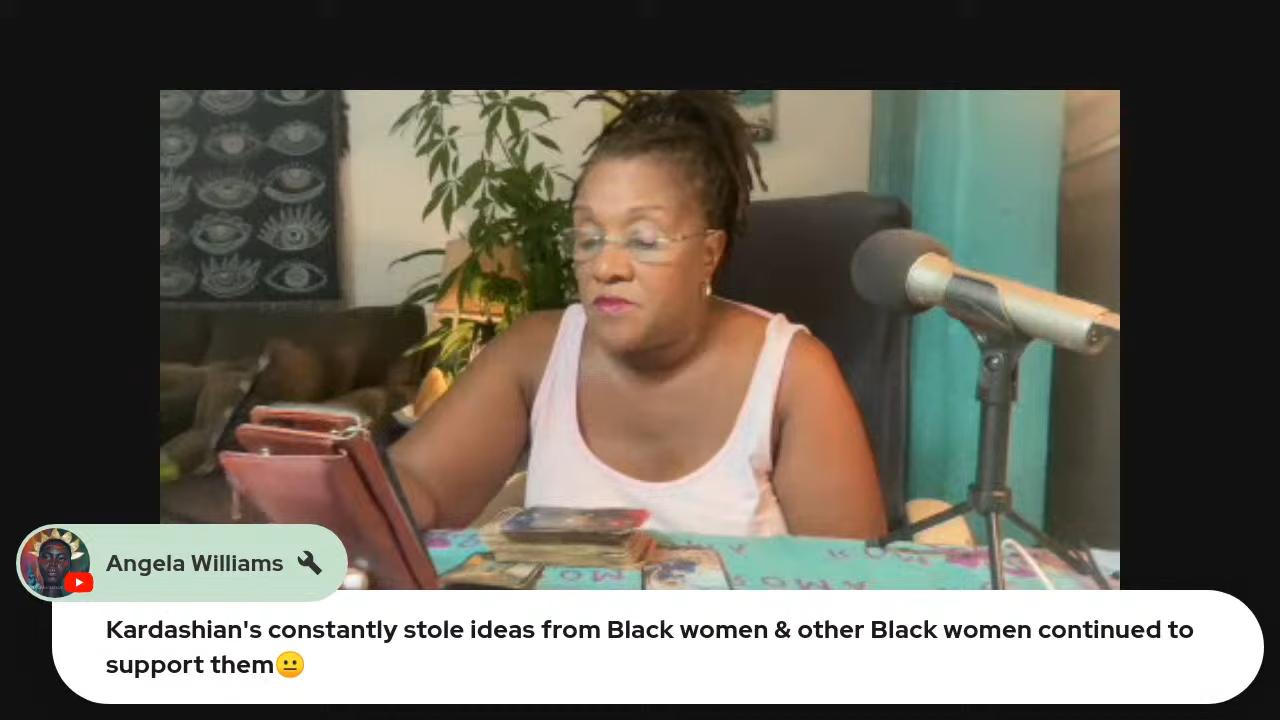 Angela Williams
Kardashian's constantly stole ideas from Black women & other Black women continued to
support them😐